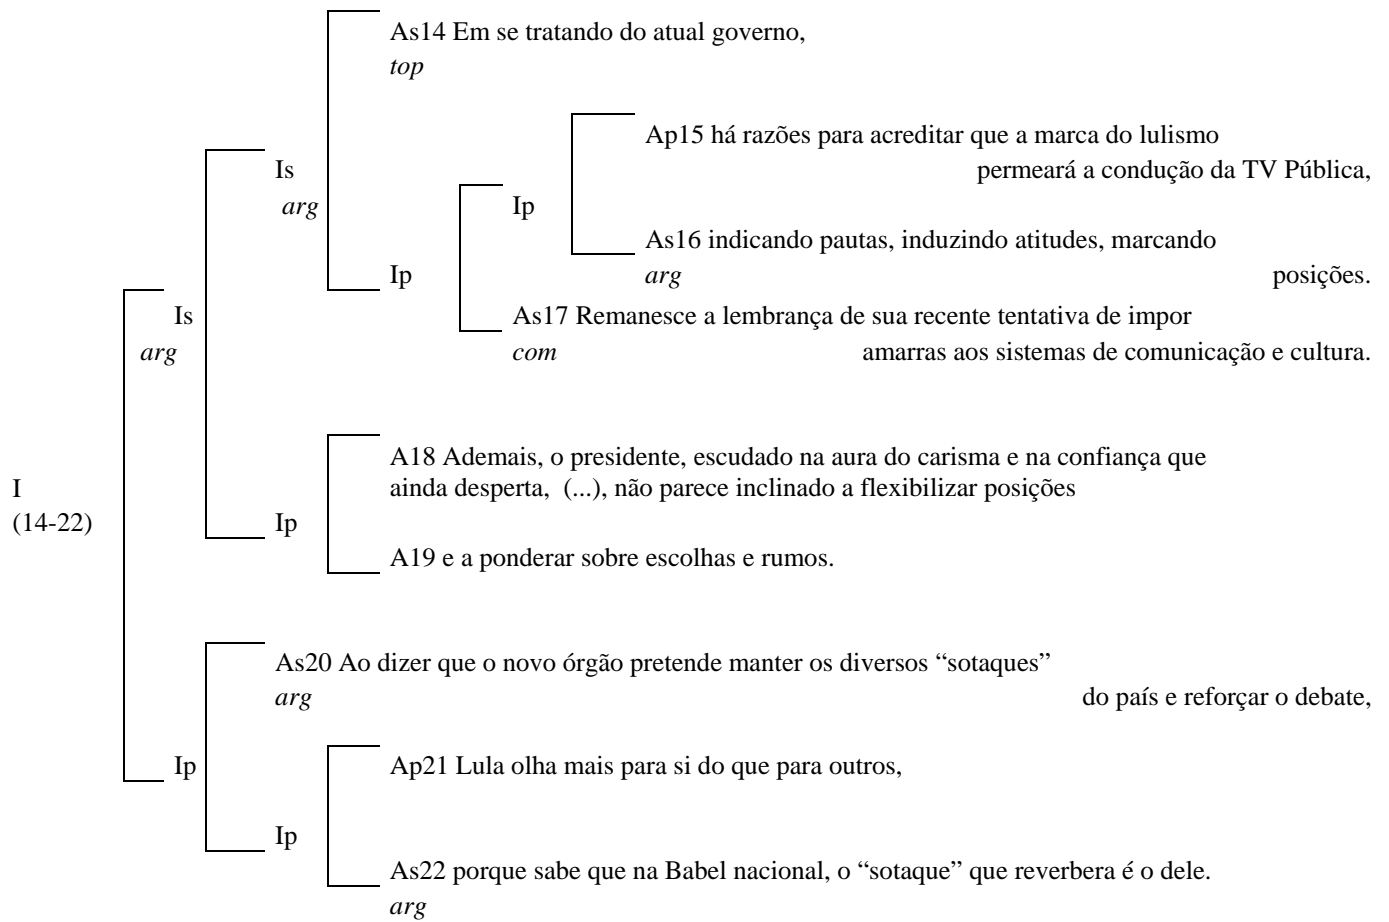 As14 Em se tratando do atual governo,
top
Ap15 há razões para acreditar que a marca do lulismo
Is
permeará a condução da TV Pública,
arg
Ip
As16 indicando pautas, induzindo atitudes, marcando
Ip
arg
posições.
Is
As17 Remanesce a lembrança de sua recente tentativa de impor
arg
com
amarras aos sistemas de comunicação e cultura.
A18 Ademais, o presidente, escudado na aura do carisma e na confiança que
I
ainda desperta, (...), não parece inclinado a flexibilizar posições
(14-22)
Ip
A19 e a ponderar sobre escolhas e rumos.
As20 Ao dizer que o novo órgão pretende manter os diversos “sotaques”
arg
do país e reforçar o debate,
Ip
Ap21 Lula olha mais para si do que para outros,
Ip
As22 porque sabe que na Babel nacional, o “sotaque” que reverbera é o dele.
arg